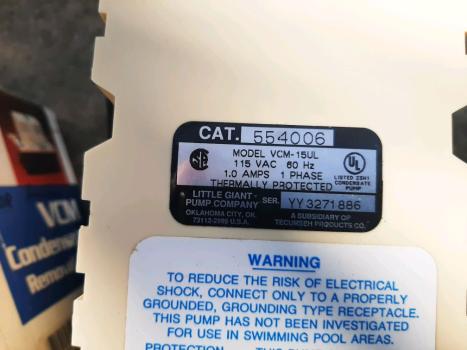 CAT. 554006
MODEL VCM-15UL
115 VAC 60 Hz
1.0 AMPS 1 PHASE
THERMALLY PROTECTED
UL
LISTED
CONDENSATE
PUMP
LITTLE GIANT
PUMP COMPANY
OKLAHOMA CITY, OK.
U.S.A.
SER. YY3271886
A SUBSIDIARY OF
TECUMSEH PRODUCTS CO.
VCM
WARNING
TO REDUCE THE RISK OF ELECTRICAL
SHOCK, CONNECT ONLY TO A PROPERLY
GROUNDED, GROUNDING TYPE RECEPTACLE.
THIS PUMP HAS NOT BEEN INVESTIGATED
FOR USE IN SWIMMING POOL AREAS.